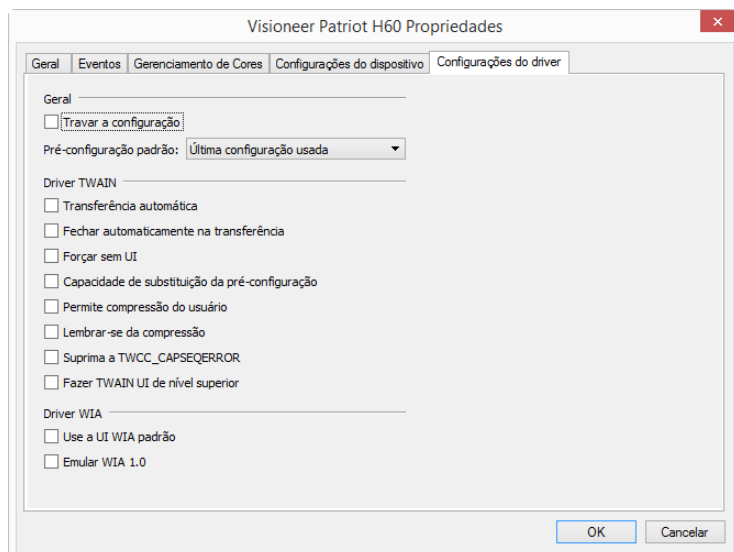 Visioneer Patriot H60 Propriedades
Geral Eventos Gerenciamento de Cores Configurações do dispositivo Configurações do driver
Geral
Travar a configuração
Pré-configuração padrão: Última configuração usada
Driver TWAIN
Transferência automática
Fechar automaticamente na transferência
Forçar sem UI
Capacidade de substituição da pré-configuração
Permite compressão do usuário
Lembrar-se da compressão
Suprima a TWCC_CAPSEQERROR
Fazer TWAIN UI de nível superior
Driver WIA
Use a UI WIA padrão
Emular WIA 1.0
OK Cancelar